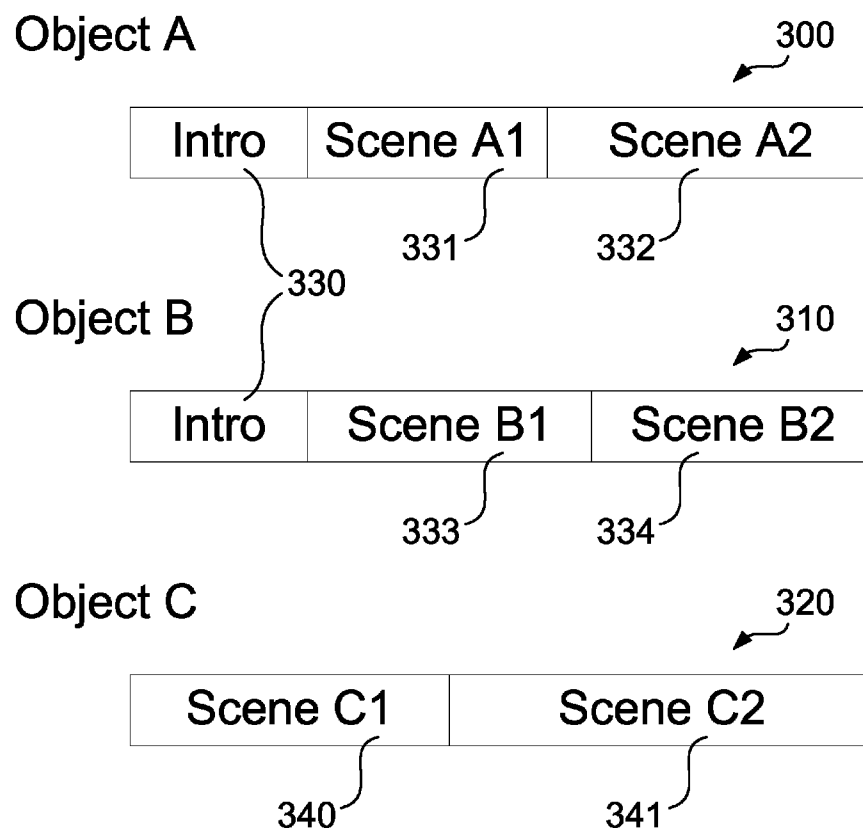 Object A
300
Intro
Scene A1
Scene A2
331
332
330
Object B
310
Intro
Scene B1
Scene B2
333
334
Object C
320
Scene C1
Scene C2
340
341